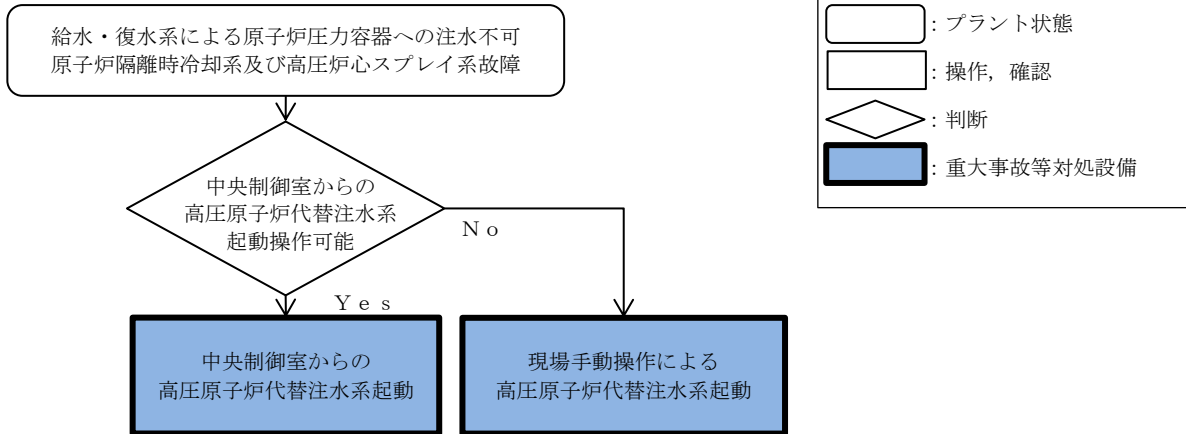 給水・復水系による原子炉圧力容器への注水不可
原子炉隔離時冷却系及び高圧炉心スプレイ系故障
中央制御室からの
高圧原子炉代替注水系
起動操作可能
Ｎｏ
Ｙｅｓ
中央制御室からの
高圧原子炉代替注水系起動
現場手動操作による
高圧原子炉代替注水系起動
：プラント状態
：操作，確認
：判断
：重大事故等対処設備